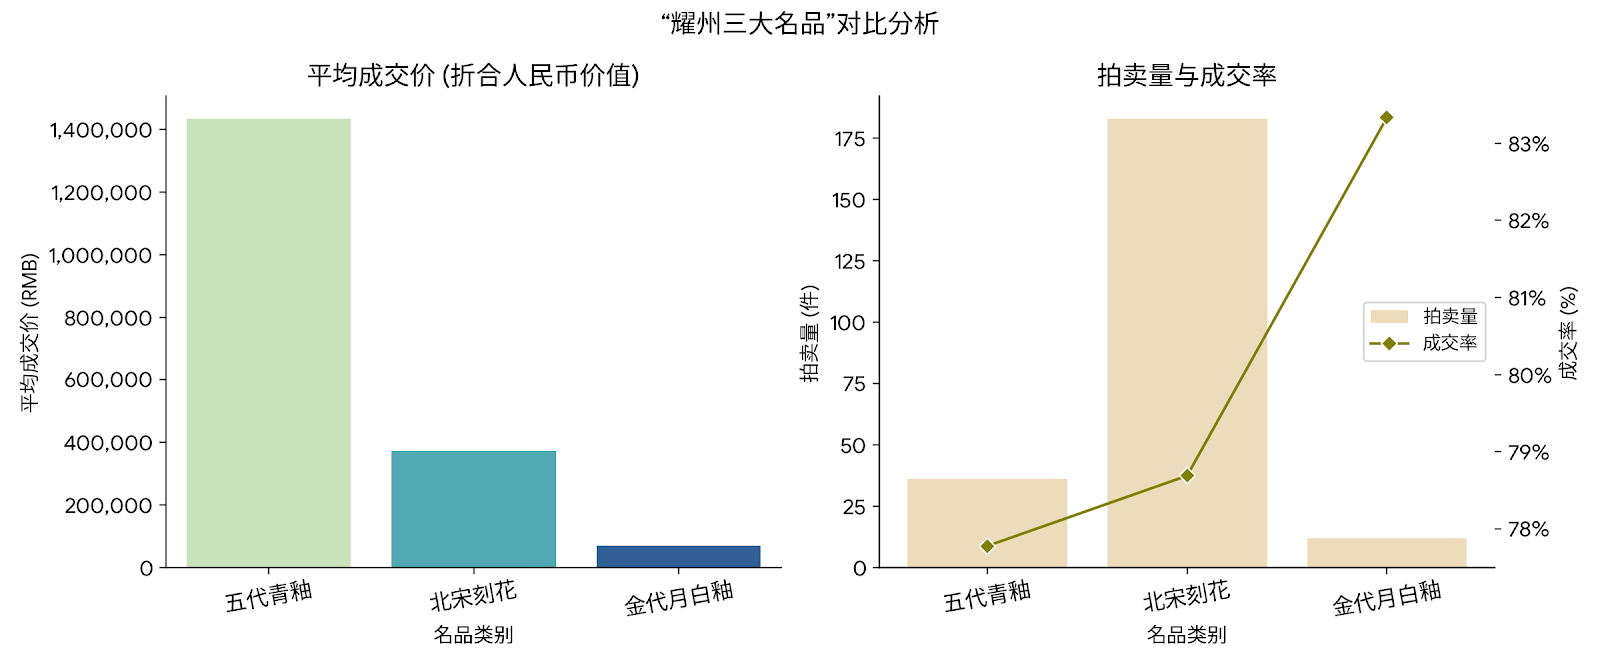 “耀州三大名品”对比分析
平均成交价 (折合人民币价值)
平均成交价 (RMB)
1,400,000
1,200,000
1,000,000
800,000
600,000
400,000
200,000
0
五代青釉
北宋刻花
金代月白釉
名品类别
拍卖量与成交率
拍卖量 (件)
175
150
125
100
75
50
25
0
五代青釉
北宋刻花
金代月白釉
名品类别
83%
82%
81%
80%
79%
78%
成交率 (%)
拍卖量
成交率